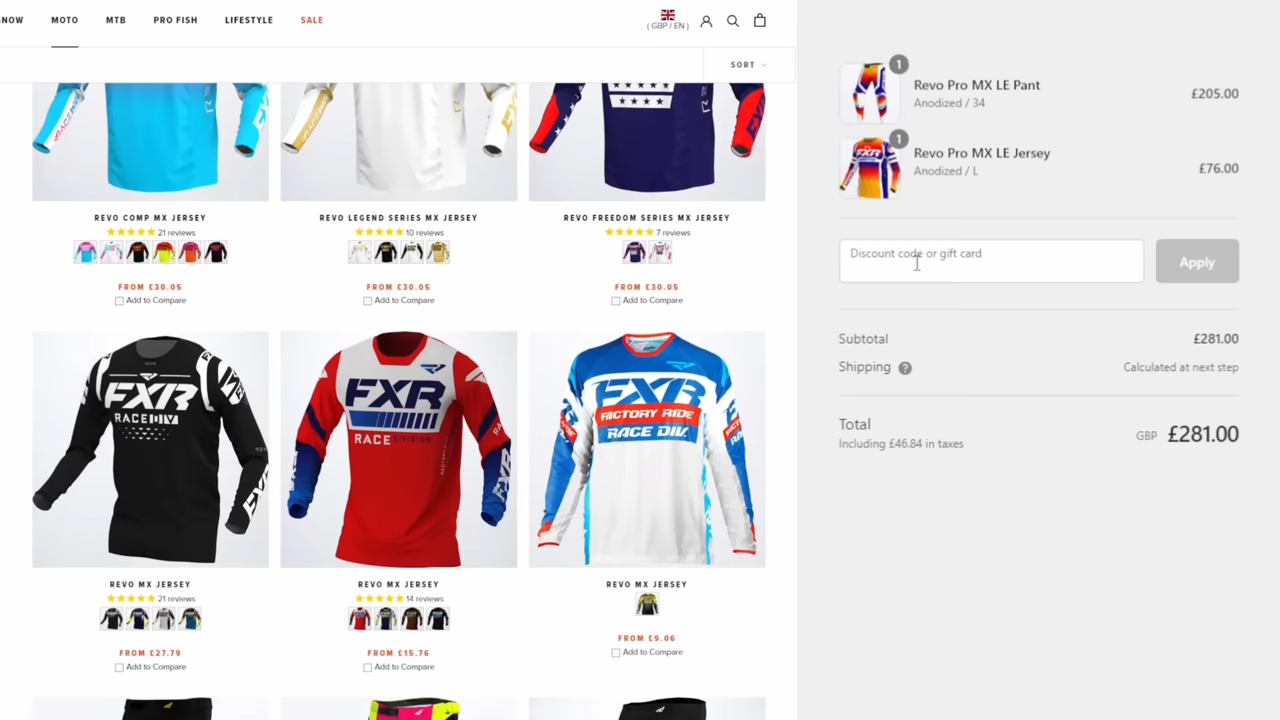 SNOW MOTO MTB PRO FISH LIFESTYLE SALE
( GBP / EN )
SORT
REVO COMP MX JERSEY
21 reviews
FROM £30.05
Add to Compare
REVO LEGEND SERIES MX JERSEY
10 reviews
FROM £30.05
Add to Compare
REVO FREEDOM SERIES MX JERSEY
7 reviews
FROM £30.05
Add to Compare
FXR
RACE DIV
FXR
RACE DIVISION
FXR
FACTORY RIDE
RACE DIV.
REVO MX JERSEY
21 reviews
FROM £27.79
Add to Compare
REVO MX JERSEY
14 reviews
FROM £15.76
Add to Compare
REVO MX JERSEY
FROM £9.06
Add to Compare
1
Revo Pro MX LE Pant
Anodized / 34
£205.00
1
FXR
Revo Pro MX LE Jersey
Anodized / L
£76.00
Discount code or gift card
Apply
Subtotal £281.00
Shipping ? Calculated at next step
Total
Including £46.84 in taxes
GBP £281.00